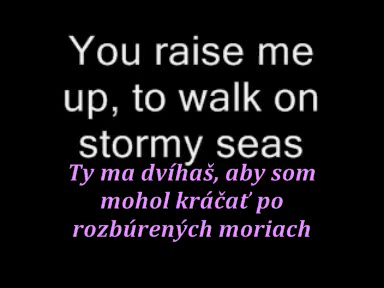 You raise me
up, to walk on
stormy seas
Ty ma dvíhaš, aby som
mohol kráčať po
rozbúrených moriach